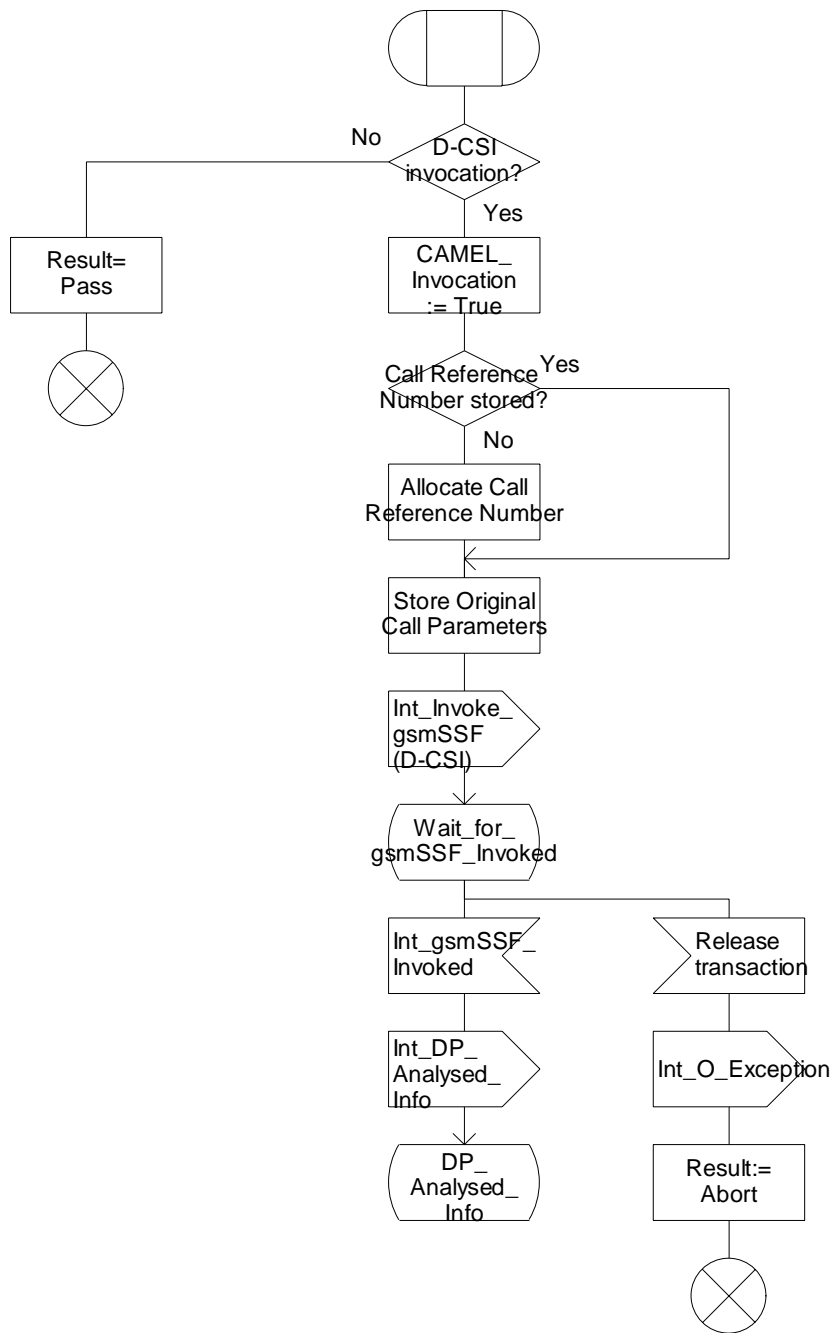 No
D-CSI
invocation?
Yes
Result=
Pass
CAMEL_
Invocation
:= True
Call Reference
Number stored?
Yes
No
Allocate Call
Reference Number
Store Original
Call Parameters
Int_Invoke_
gsmSSF
(D-CSI)
Wait_for_
gsmSSF_Invoked
Int_gsmSSF_
Invoked
Release
transaction
Int_DP_
Analysed_
Info
Int_O_Exception
DP_
Analysed_
Info
Result:=
Abort